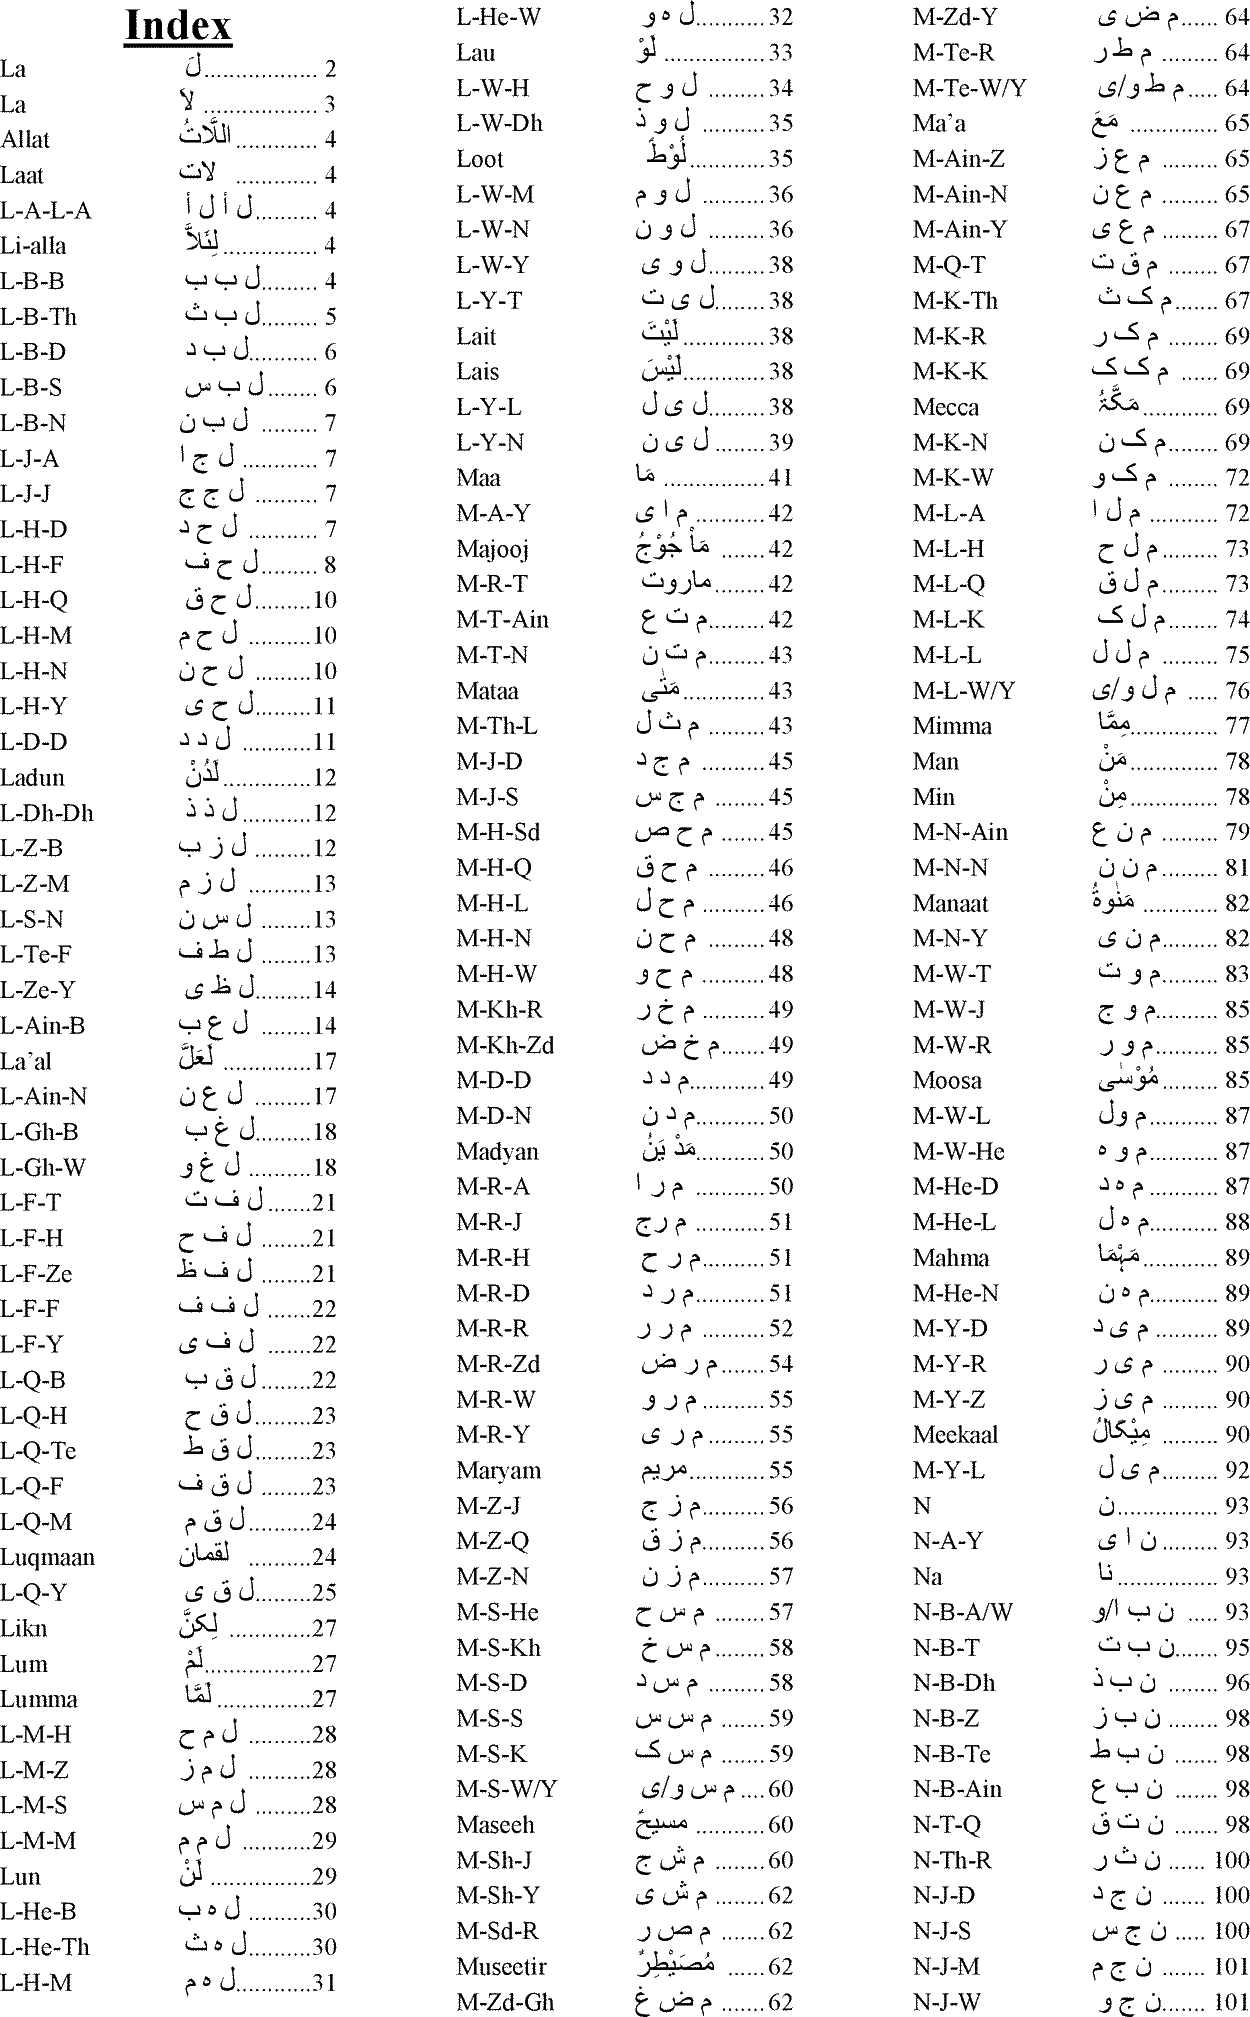 Index
La لَ................. 2
La لاَ ................. 3
Allat اللَّاتُ............ 4
Laat لات ............ 4
L-A-L-A ل أ ل أ......... 4
Li-alla لِئَلاَّ.............. 4
L-B-B ل ب ب......... 4
L-B-Th ل ب ث......... 5
L-B-D ل ب د.......... 6
L-B-S ل ب س......... 6
L-B-N ل ب ن ......... 7
L-J-A ل ج ا ............ 7
L-J-J ل ج ج .......... 7
L-H-D ل ح د .......... 7
L-H-F ل ح ف......... 8
L-H-Q ل ح ق.........10
L-H-M ل ح م ..........10
L-H-N ل ح ن ..........10
L-H-Y ل ح ی.........11
L-D-D ل د د ...........11
Ladun لَدُنْ..............12
L-Dh-Dh ل ذ ذ ...........12
L-Z-B ل ز ب .........12
L-Z-M ل ز م ..........13
L-S-N ل س ن .........13
L-Te-F ل ط ف ........13
L-Ze-Y ل ظ ی.........14
L-Ain-B ل ع ب ........14
La’al لَعَلَّ ..............17
L-Ain-N ل ع ن .........17
L-Gh-B ل غ ب.........18
L-Gh-W ل غ و ..........18
L-F-T ل ف ت........21
L-F-H ل ف ح ........21
L-F-Ze ل ف ظ ........21
L-F-F ل ف ف ........22
L-F-Y ل ف ی ........22
L-Q-B ل ق ب.........22
L-Q-H ل ق ح.........23
L-Q-Te ل ق ط.........23
L-Q-F ل ق ف ........23
L-Q-M ل ق م..........24
Luqmaan لقمان ..........24
L-Q-Y ل ق ی.........25
Likn لِكنَّ .............27
Lum لَمْ.................27
Lumma لَمَّا ...............27
L-M-H ل م ح ..........28
L-M-Z ل م ز ...........28
L-M-S ل م س ..........28
L-M-M ل م م ...........29
Lun لَنْ .................29
L-He-B ل ه ب ..........30
L-He-Th ل ه ث..........30
L-H-M ل ه م............31
L-He-W ل ه و...........32
Lau لَوْ ................33
L-W-H ل و ح .........34
L-W-Dh ل و ذ ..........35
Loot لُوْطً..............35
L-W-M ل و م ..........36
L-W-N ل و ن ..........36
L-W-Y ل و ی.........38
L-Y-T ل ی ت.........38
Lait لَيْتَ ..............38
Lais لَيْسَ..............38
L-Y-L ل ی ل.........38
L-Y-N ل ی ن .........39
Maa مَا .................41
M-A-Y م ا ی ...........42
Majooj مَاْجُوْجُ .........42
M-R-T ماروت .........42
M-T-Ain م ت ع.........42
M-T-N م ت ن.........43
Mataa مَتٰى ..............43
M-Th-L م ث ل .........43
M-J-D م ج د ..........45
M-J-S م ج س .........45
M-H-Sd م ح ص ........45
M-H-Q م ح ق .........46
M-H-L م ح ل ..........46
M-H-N م ح ن ..........48
M-H-W م ح و ..........48
M-Kh-R م خ ر ...........49
M-Kh-Zd م خ ض.........49
M-D-D م د د ............49
M-D-N م د ن...........50
Madyan مَدْيَنُ............50
M-R-A م ر ا .............50
M-R-J م ر ج...........51
M-R-H م ر ح ...........51
M-R-D م ر د ............51
M-R-R م ر ر ............52
M-R-Zd م ر ض.........54
M-R-W م ر و ............55
M-R-Y م ر ی ..........55
Maryam مريم.............55
M-Z-J م ز ج ...........56
M-Z-Q م ز ق...........56
M-Z-N م ز ن...........57
M-S-He م س ح .........57
M-S-Kh م س خ .........58
M-S-D م س د ..........58
M-S-S م س س ........59
M-S-K م س ک ........59
M-S-W/Y م س و/ی .....60
Maseeh مسیحً ............60
M-Sh-J م ش ج .........60
M-Sh-Y م ش ی ........62
M-Sd-R م ص ر ..........62
Museetir مُصَيْطِرٌ ......62
M-Zd-Gh م ض غ ........62
M-Zd-Y م ض ی...... 64
M-Te-R م ط ر ......... 64
M-Te-W/Y م ط و/ی ..... 64
Ma’a مَعَ .............. 65
M-Ain-Z م ع ز .......... 65
M-Ain-N م ع ن ......... 65
M-Ain-Y م ع ی ......... 67
M-Q-T م ق ت ........ 67
M-K-Th م ک ث ....... 67
M-K-R م ک ر ......... 69
M-K-K م ک ک ...... 69
Mecca مَكَّۃُ............. 69
M-K-N م ک ن........ 69
M-K-W م ک و ......... 72
M-L-A م ل ا ........... 72
M-L-H م ل ح .......... 73
M-L-Q م ل ق ......... 73
M-L-K م ل ک......... 74
M-L-L م ل ل .......... 75
M-L-W/Y م ل و/ی ...... 76
Mimma مِمَّا............... 77
Man مَنْ............... 78
Min مِنْ............... 78
M-N-Ain م ن ع .......... 79
M-N-N م ن ن........... 81
Manaat مَنٰوةُ ............. 82
M-N-Y م ن ی.......... 82
M-W-T م و ت .......... 83
M-W-J م و ج........... 85
M-W-R م و ر............ 85
Moosa مُوْسٰى........... 85
M-W-L م ول ........... 87
M-W-He م و ه ........... 87
M-He-D م ه د............ 87
M-He-L م ه ل........... 88
Mahma مَہْمَا............. 89
M-He-N م ه ن ........... 89
M-Y-D م ی د .......... 89
M-Y-R م ی ر .......... 90
M-Y-Z م ی ز .......... 90
Meekaal مِيْكَالُ .......... 90
M-Y-L م ی ل ......... 92
N ن................. 93
N-A-Y ن ا ی .......... 93
Na نا ................. 93
N-B-A/W ن ب ا/و ...... 93
N-B-T ن ب ت........ 95
N-B-Dh ن ب ذ ......... 96
N-B-Z ن ب ز ......... 98
N-B-Te ن ب ط ........ 98
N-B-Ain ن ب ع ......... 98
N-T-Q ن ت ق ........ 98
N-Th-R ن ث ر ........ 100
N-J-D ن ج د ........ 100
N-J-S ن ج س ....... 100
N-J-M ن ج م ........ 101
N-J-W ن ج و........ 101